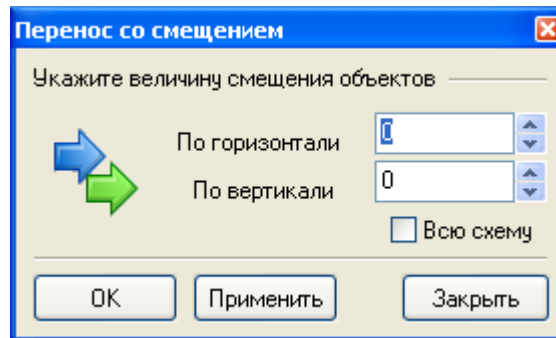 Перенос со смещением
Укажите величину смещения объектов
По горизонтали 0
По вертикали 0
Всю схему
OK Применить Закрыть